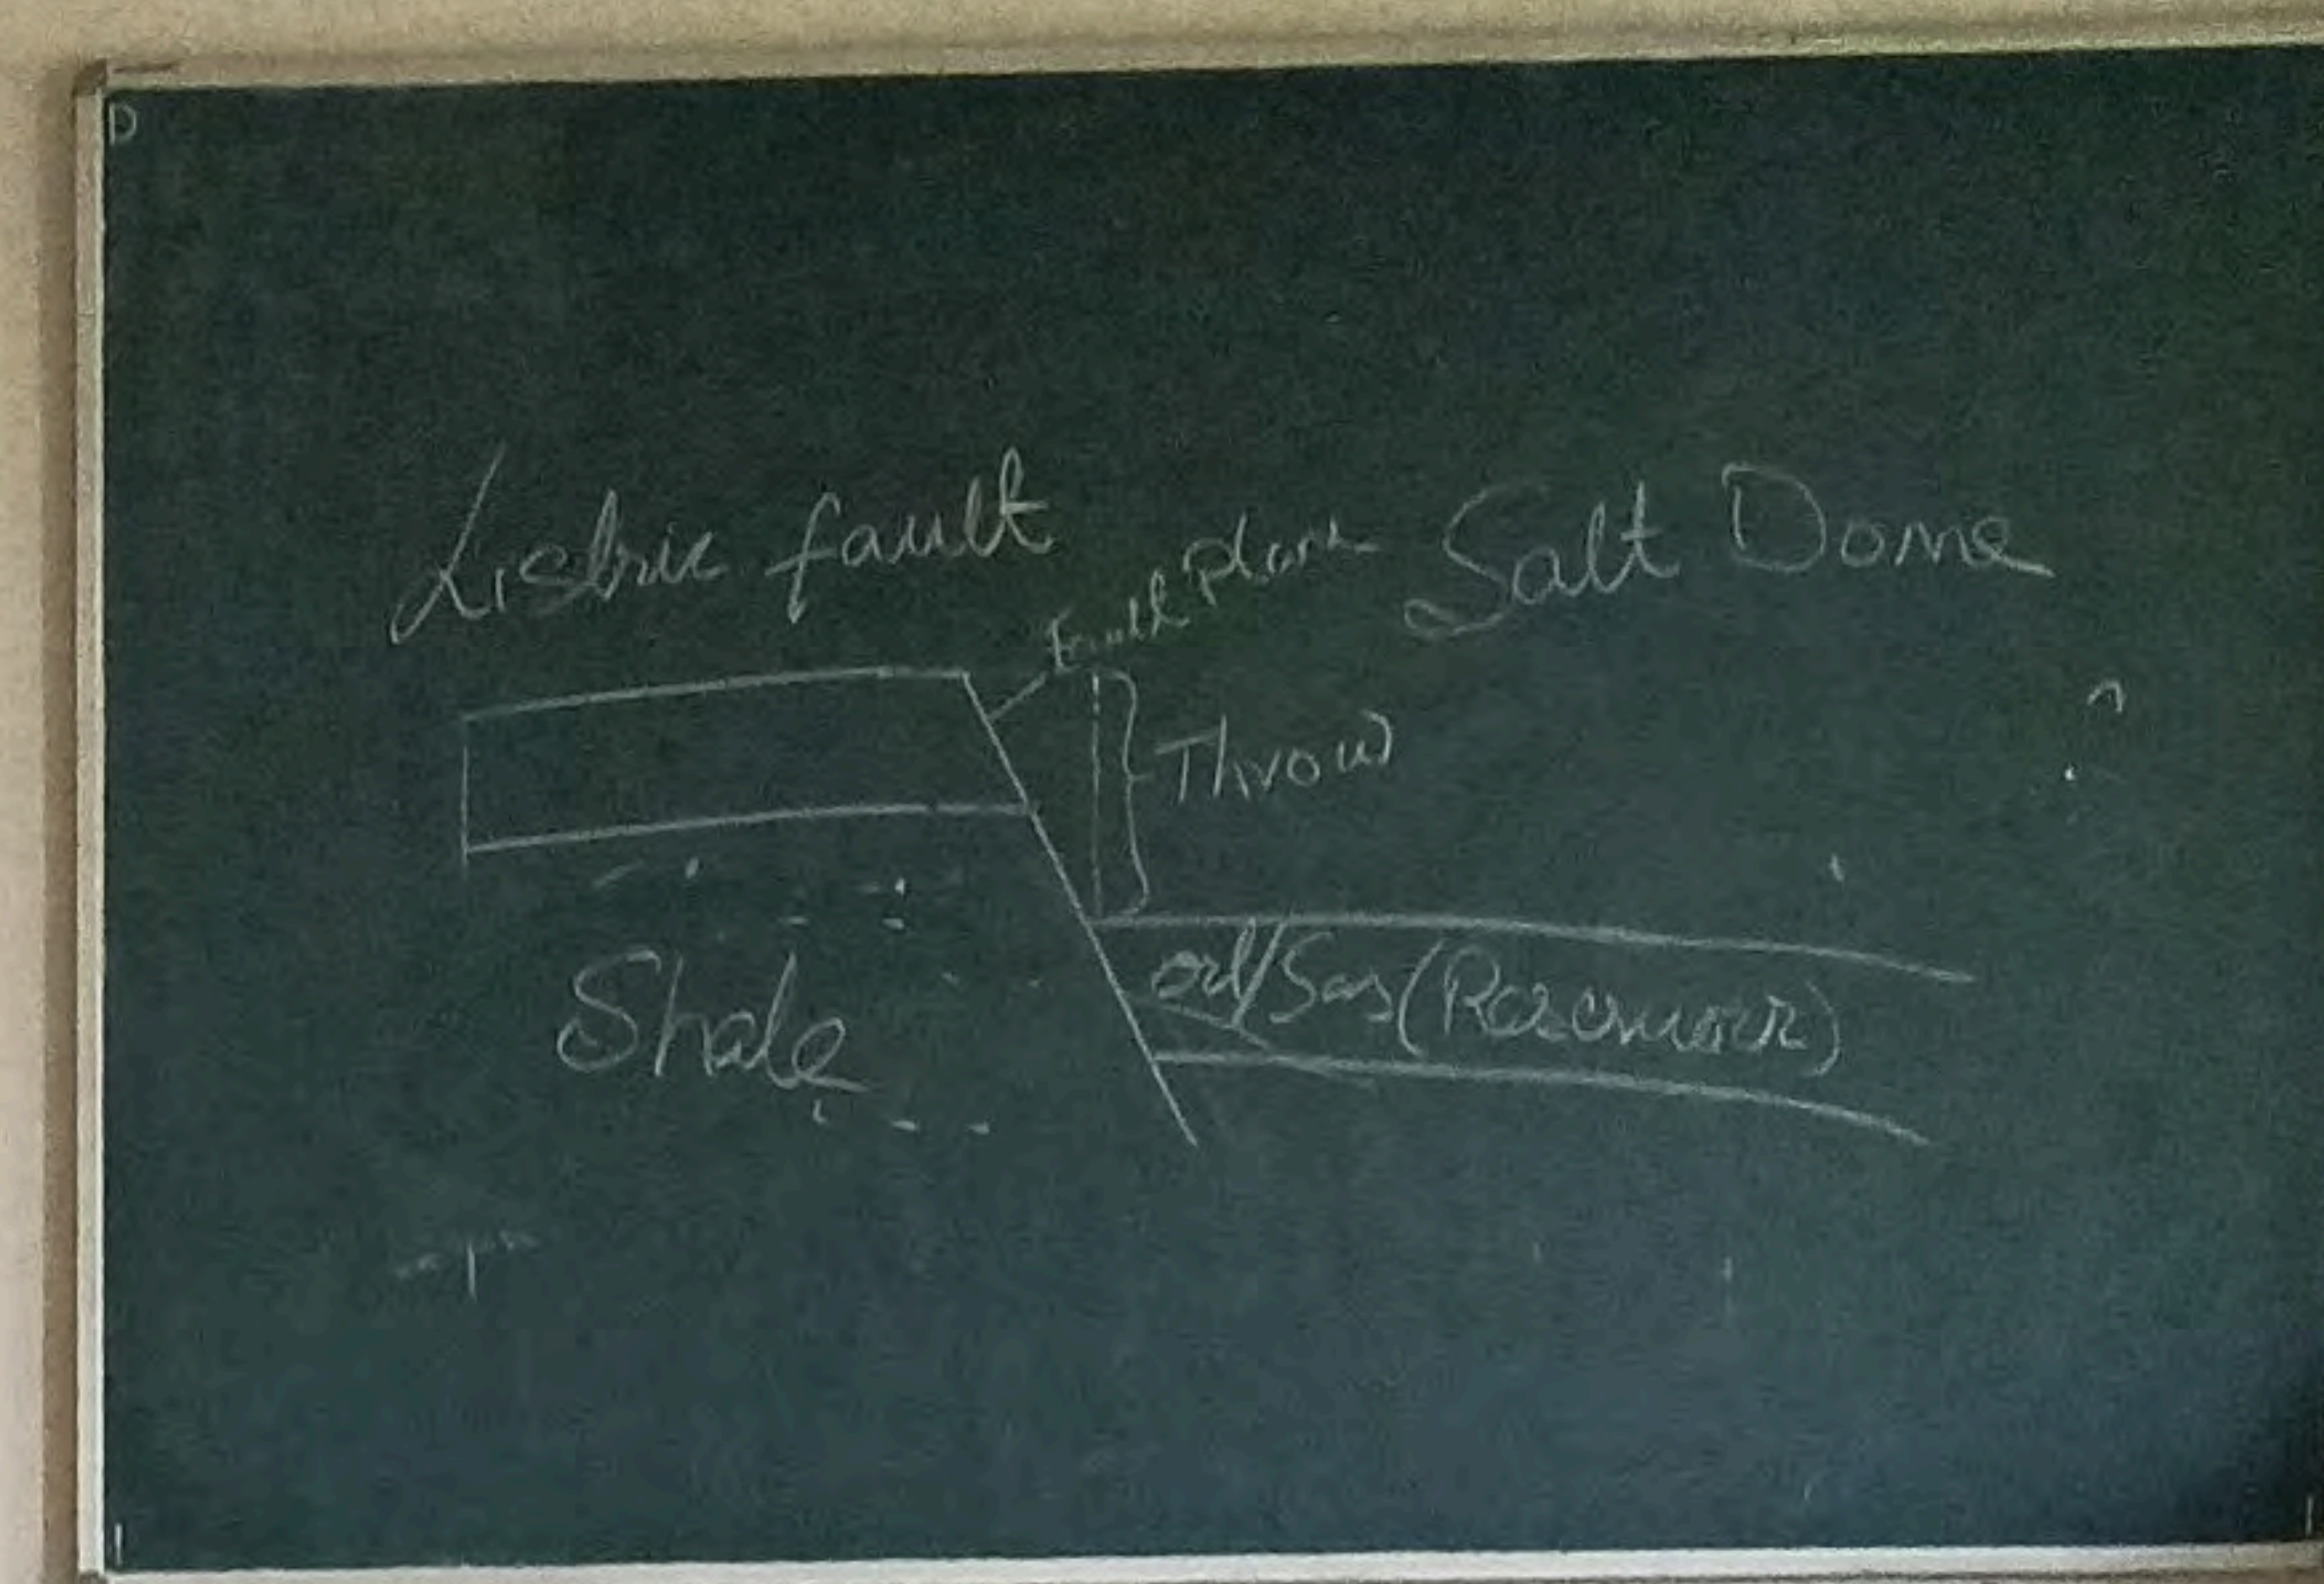 Listric fault
Salt Dome
Fault plane
Throw
oil/Gas (Reservoir)
Shale